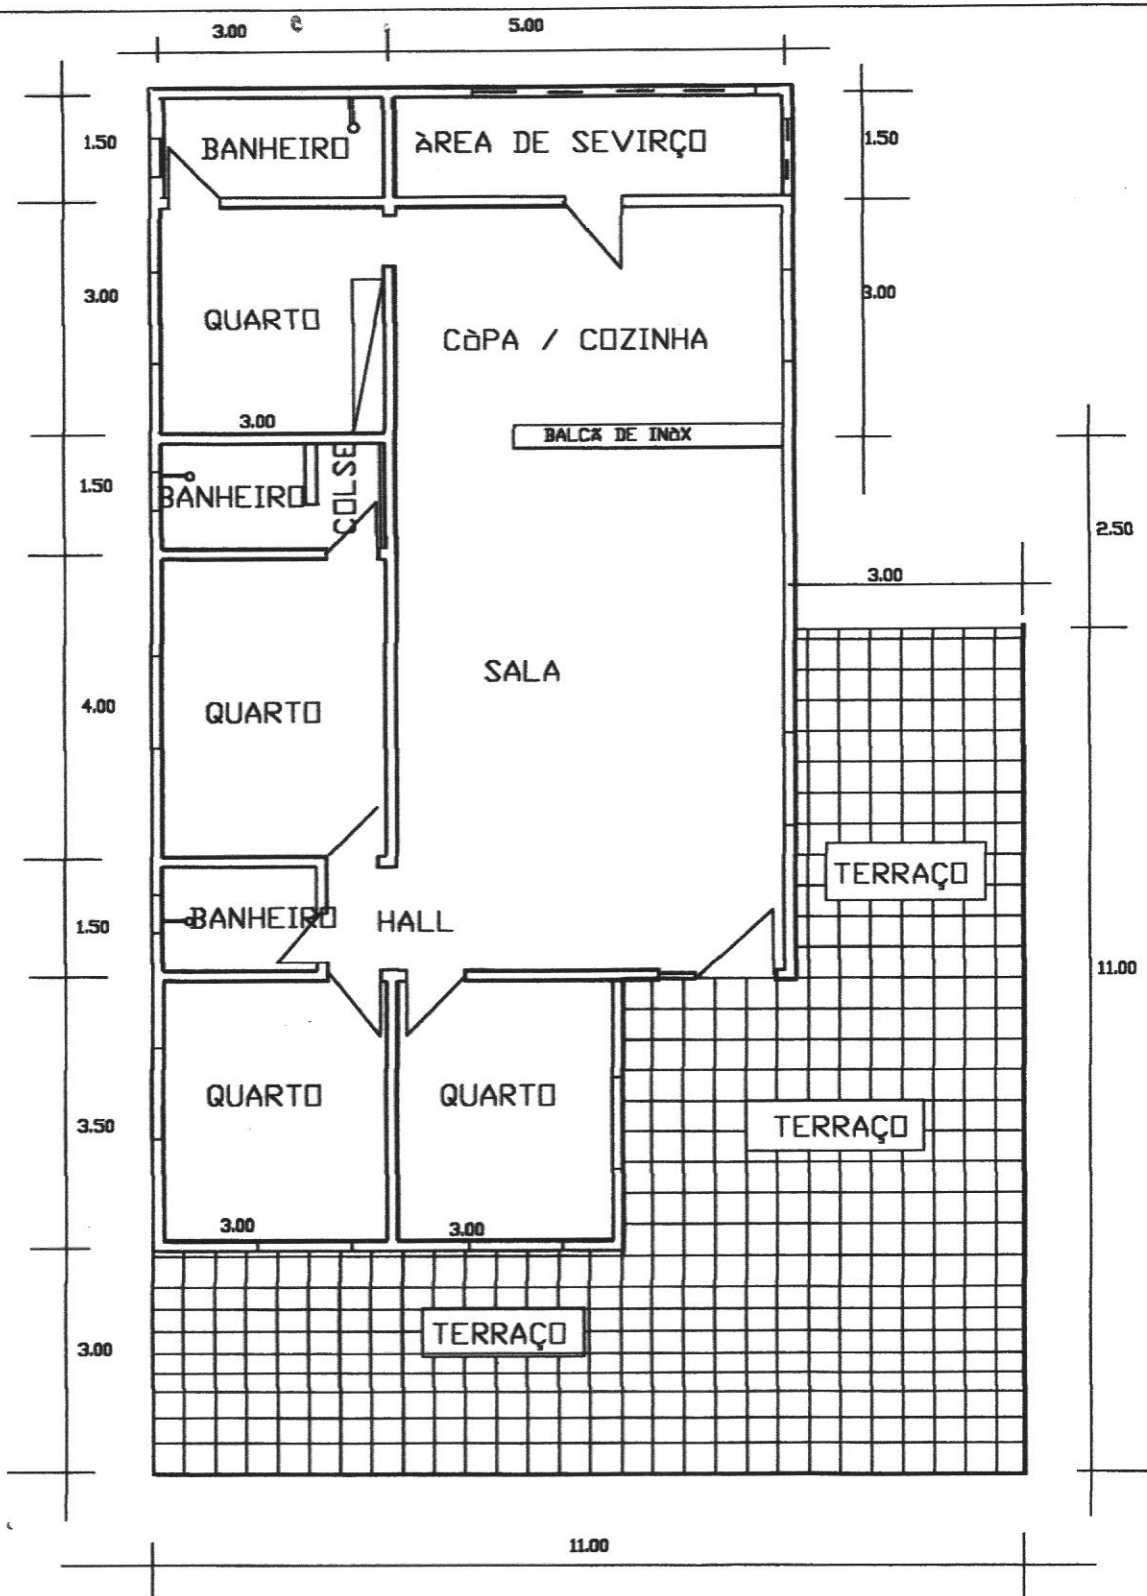 3.00
5.00
1.50
BANHEIRO
ÀREA DE SEVIRÇO
1.50
3.00
QUARTO
3.00
CòPA / COZINHA
3.00
BALCã DE INòX
1.50
BANHEIRO
COLSE
2.50
3.00
SALA
4.00
QUARTO
TERRAÇO
1.50
BANHEIRO
HALL
11.00
QUARTO
QUARTO
3.50
TERRAÇO
3.00
3.00
TERRAÇO
3.00
11.00